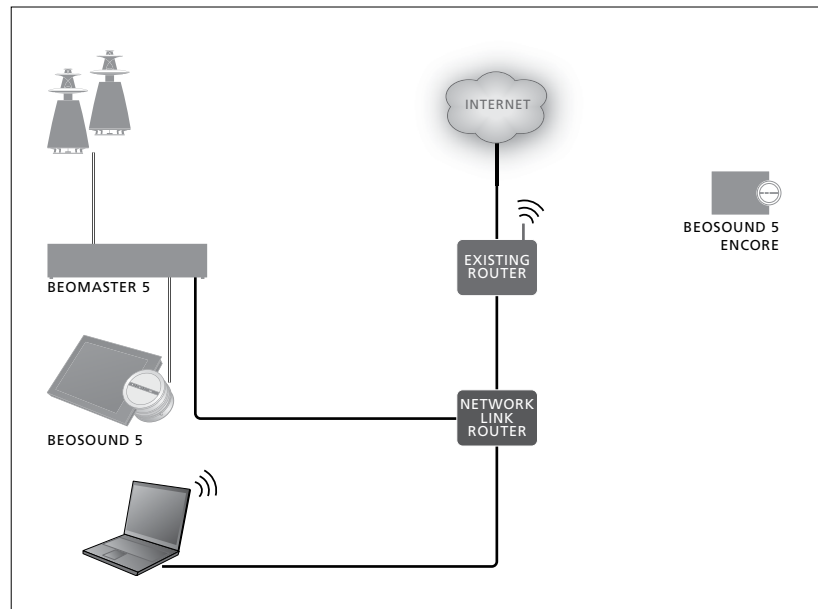 INTERNET
BEOSOUND 5
ENCORE
EXISTING
ROUTER
BEOMASTER 5
NETWORK
LINK
ROUTER
BEOSOUND 5